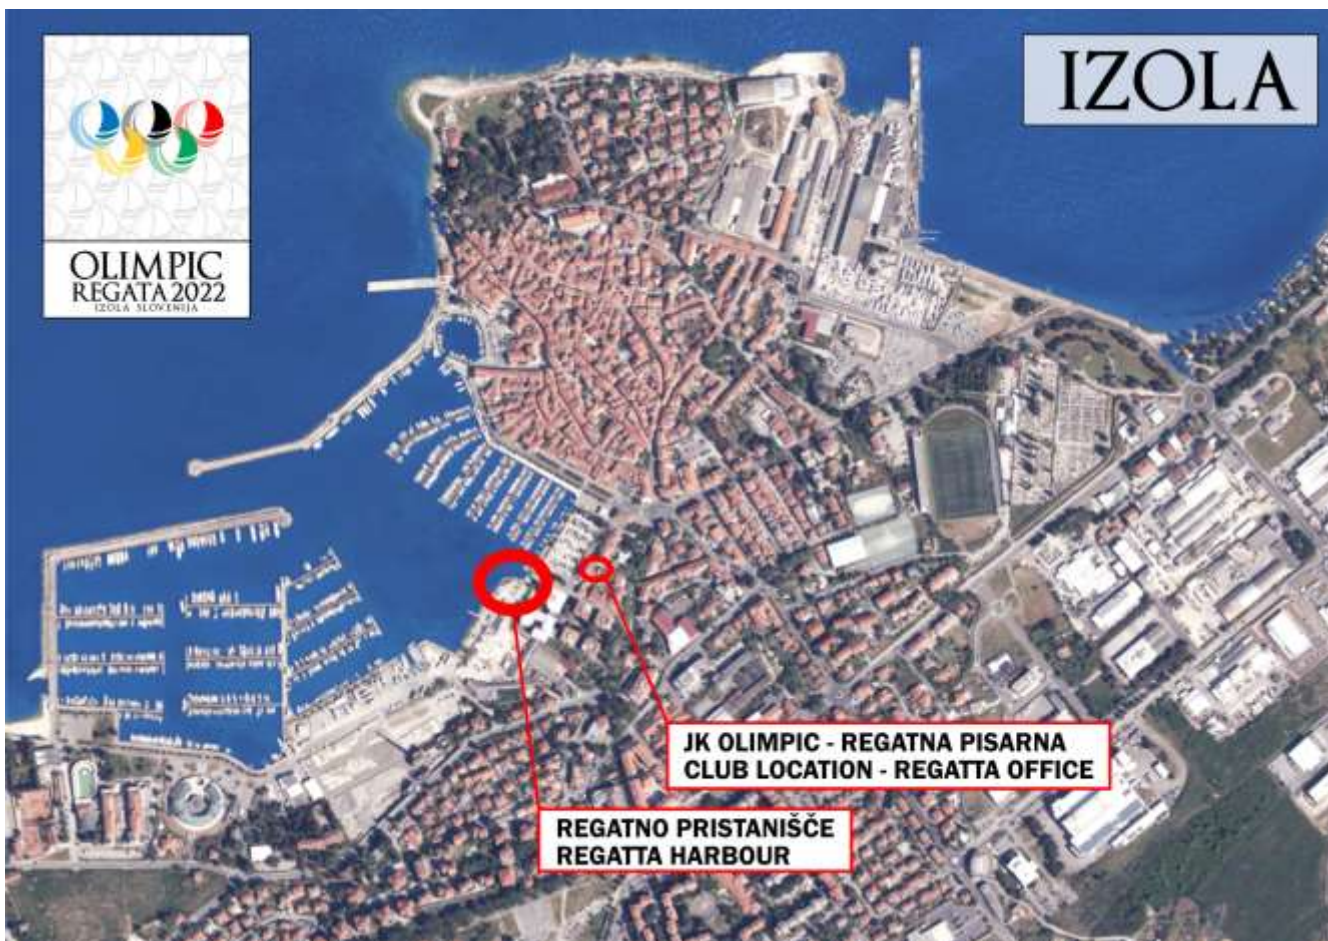 OLIMPIC
REGATA 2022
IZOLA SLOVENIJA
IZOLA
JK OLIMPIC - REGATNA PISARNA
CLUB LOCATION - REGATTA OFFICE
REGATNO PRISTANIŠČE
REGATTA HARBOUR